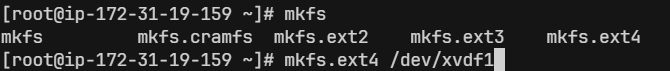 [root@ip-172-31-19-159 ~]# mkfs
mkfs         mkfs.cramfs  mkfs.ext2    mkfs.ext3    mkfs.ext4
[root@ip-172-31-19-159 ~]# mkfs.ext4 /dev/xvdf1